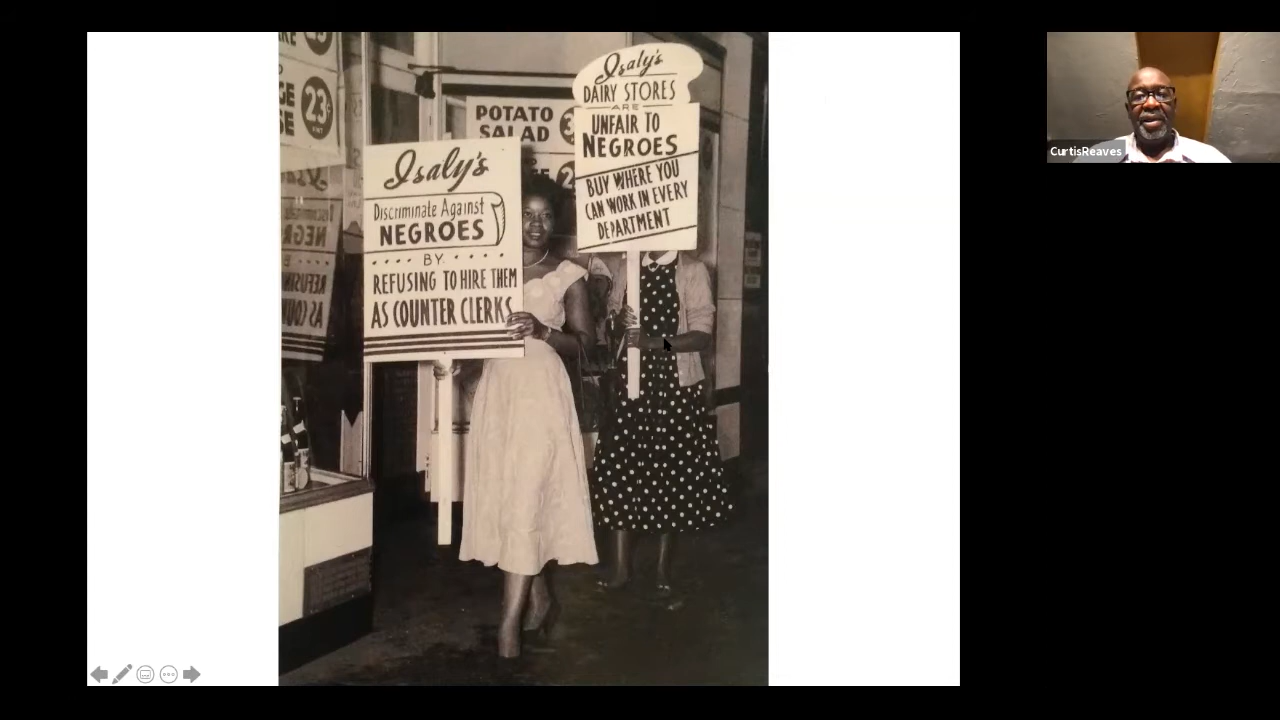 Isaly's
Discriminate Against
NEGROES
BY
REFUSING TO HIRE THEM
AS COUNTER CLERKS
Isaly's
DAIRY STORES
ARE
UNFAIR TO
NEGROES
BUY WHERE YOU
CAN WORK IN EVERY
DEPARTMENT
POTATO
SALAD
23
CurtisReaves